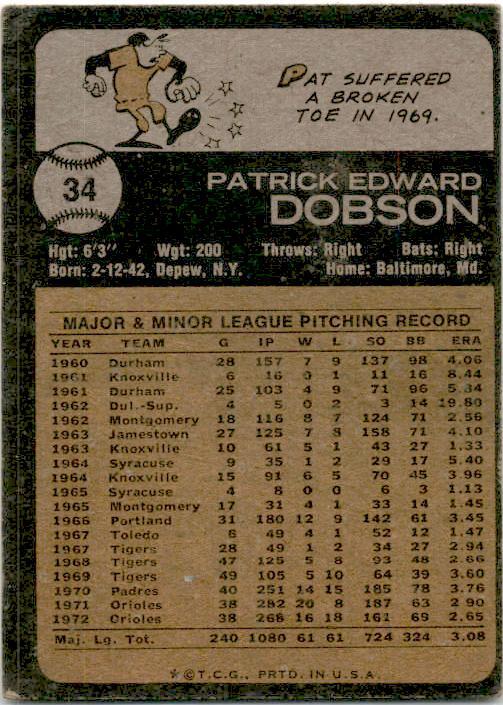 PAT SUFFERED
A BROKEN
TOE IN 1969.
34
PATRICK EDWARD
DOBSON
Hgt: 6'3" Wgt: 200 Throws: Right Bats: Right
Born: 2-12-42, Depew, N.Y. Home: Baltimore, Md.
MAJOR & MINOR LEAGUE PITCHING RECORD
YEAR TEAM G IP W L SO BB ERA
1960 Durham 28 157 7 9 137 98 4.06
1961 Knoxville 6 16 0 1 11 16 8.44
1961 Durham 25 103 4 9 71 96 5.34
1962 Dul.-Sup. 4 5 0 2 3 14 19.80
1962 Montgomery 18 116 8 7 124 71 2.56
1963 Jamestown 27 125 7 8 158 71 4.10
1963 Knoxville 10 61 5 1 43 27 1.33
1964 Syracuse 9 35 1 2 29 17 5.40
1964 Knoxville 15 91 6 5 70 45 3.96
1965 Syracuse 4 8 0 0 6 3 1.13
1965 Montgomery 17 31 4 1 33 14 1.45
1966 Portland 31 180 12 9 142 61 3.45
1967 Toledo 8 49 4 1 52 12 1.47
1967 Tigers 28 49 1 2 34 27 2.94
1968 Tigers 47 125 5 8 93 48 2.66
1969 Tigers 49 105 5 10 64 39 3.60
1970 Padres 40 251 14 15 185 78 3.76
1971 Orioles 38 282 20 8 187 63 2.90
1972 Orioles 38 268 16 18 161 69 2.65
Maj. Lg. Tot. 240 1080 61 61 724 324 3.08
*© T.C.G., PRTD. IN U.S.A.